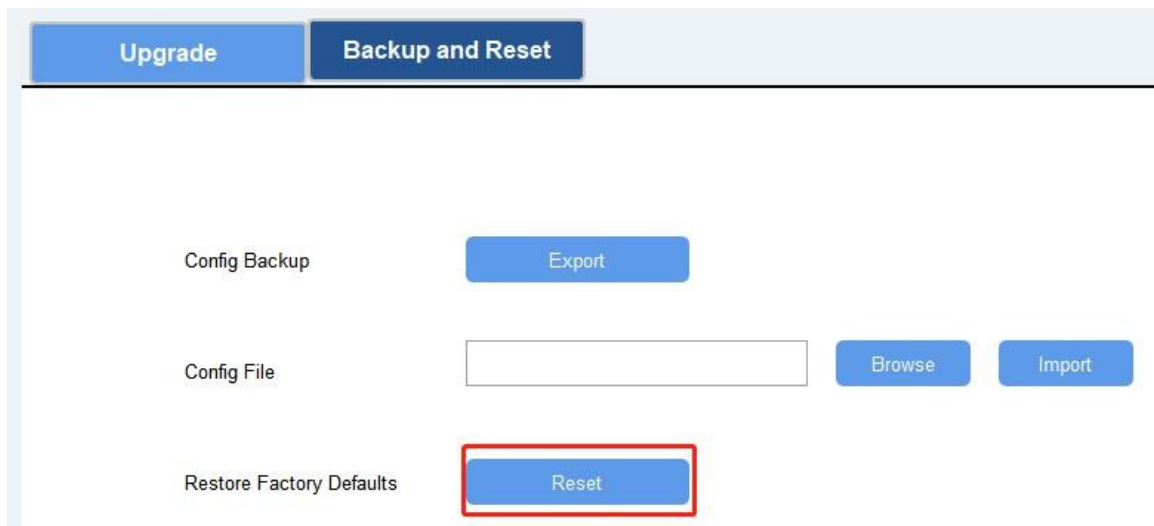 Upgrade
Backup and Reset
Config Backup
Export
Config File
Browse
Import
Restore Factory Defaults
Reset